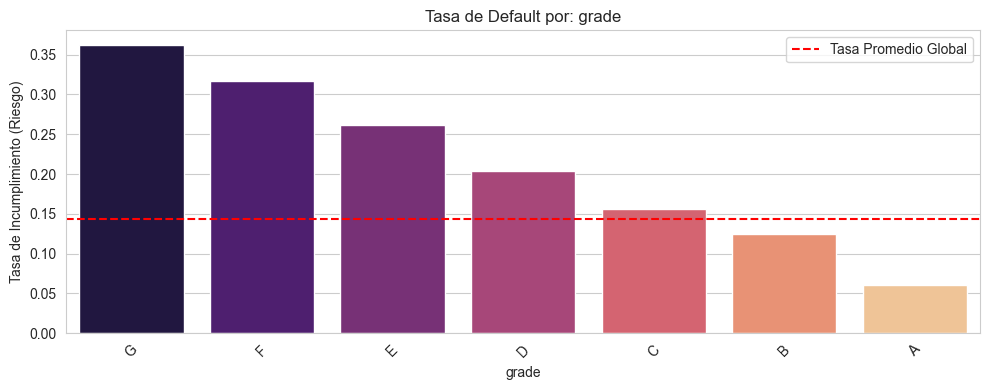 Tasa de Default por: grade
Tasa Promedio Global
Tasa de Incumplimiento (Riesgo)
0.35
0.30
0.25
0.20
0.15
0.10
0.05
0.00
G F E D C B A
grade